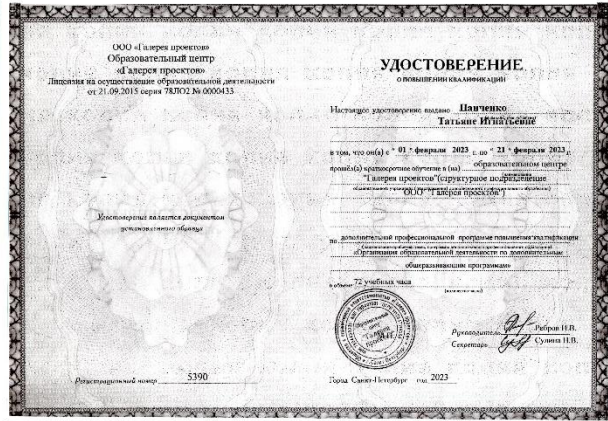 ООО «Галерея проектов»
Образовательный центр
«Галерея проектов»
Лицензия на осуществление образовательной деятельности
от 21.09.2015 серия 78ЛО2 № 0000433
Удостоверение является документом
установленного образца
Регистрационный номер 5390
УДОСТОВЕРЕНИЕ
О ПОВЫШЕНИИ КВАЛИФИКАЦИИ
Настоящее удостоверение выдано Панченко
Татьяне Игнатьевне
в том, что он(а) с " 01 " февраля 2023 г. по " 21 " февраля 2023 г.
прошёл(а) краткосрочное обучение в (на) образовательном центре
"Галерея проектов"(структурное подразделение
ООО "Галерея проектов")
по дополнительной профессиональной программе повышения квалификации
«Организация образовательной деятельности по дополнительные
общеразвивающим программам»
в объеме 72 учебных часа
Руководитель Ребров Н.В.
Секретарь Сулина Н.В.
Город Санкт-Петербург год 2023